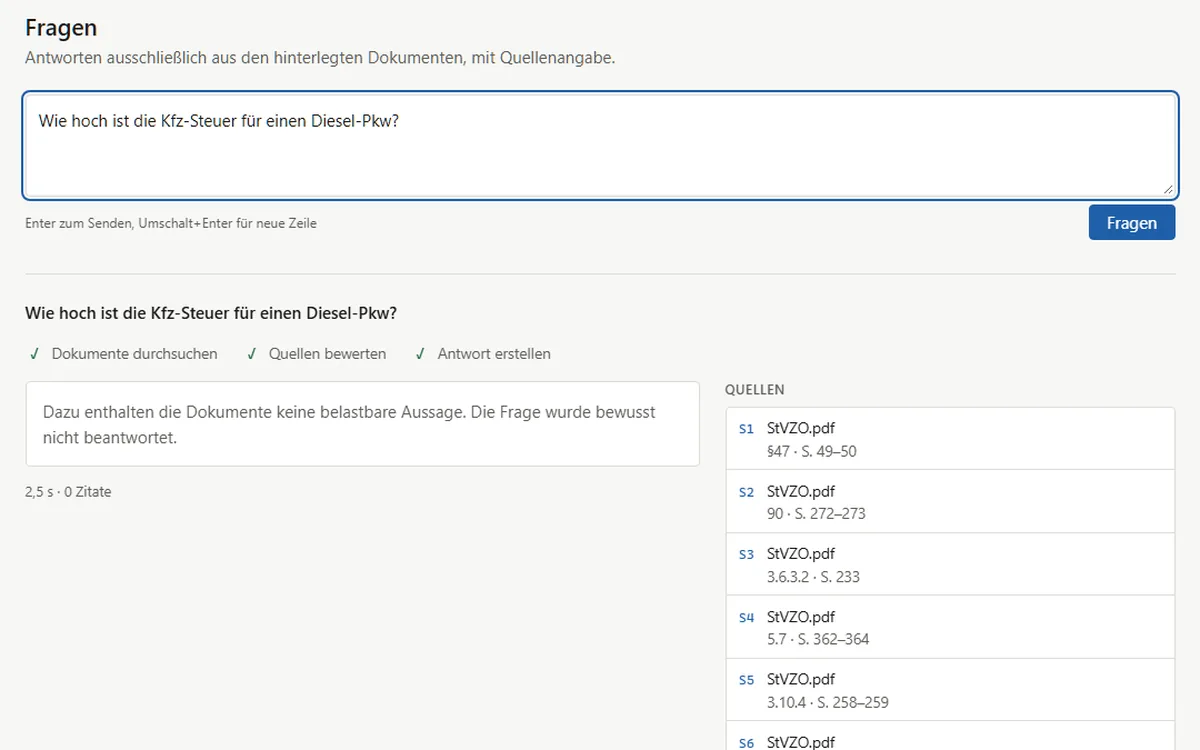 Fragen
Antworten ausschließlich aus den hinterlegten Dokumenten, mit Quellenangabe.
Wie hoch ist die Kfz-Steuer für einen Diesel-Pkw?
Enter zum Senden, Umschalt+Enter für neue Zeile
Fragen
Wie hoch ist die Kfz-Steuer für einen Diesel-Pkw?
✓ Dokumente durchsuchen ✓ Quellen bewerten ✓ Antwort erstellen
Dazu enthalten die Dokumente keine belastbare Aussage. Die Frage wurde bewusst
nicht beantwortet.
2,5 s · 0 Zitate
QUELLEN
S1 StVZO.pdf
§47 · S. 49–50
S2 StVZO.pdf
90 · S. 272–273
S3 StVZO.pdf
3.6.3.2 · S. 233
S4 StVZO.pdf
5.7 · S. 362–364
S5 StVZO.pdf
3.10.4 · S. 258–259
S6 StVZO.pdf